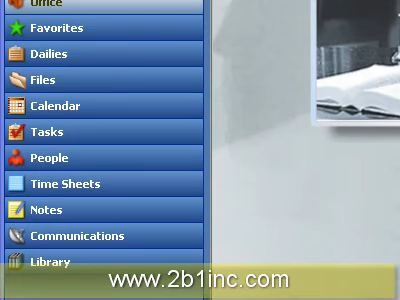 Office
Favorites
Dailies
Files
Calendar
Tasks
People
Time Sheets
Notes
Communications
Library
www.2b1inc.com